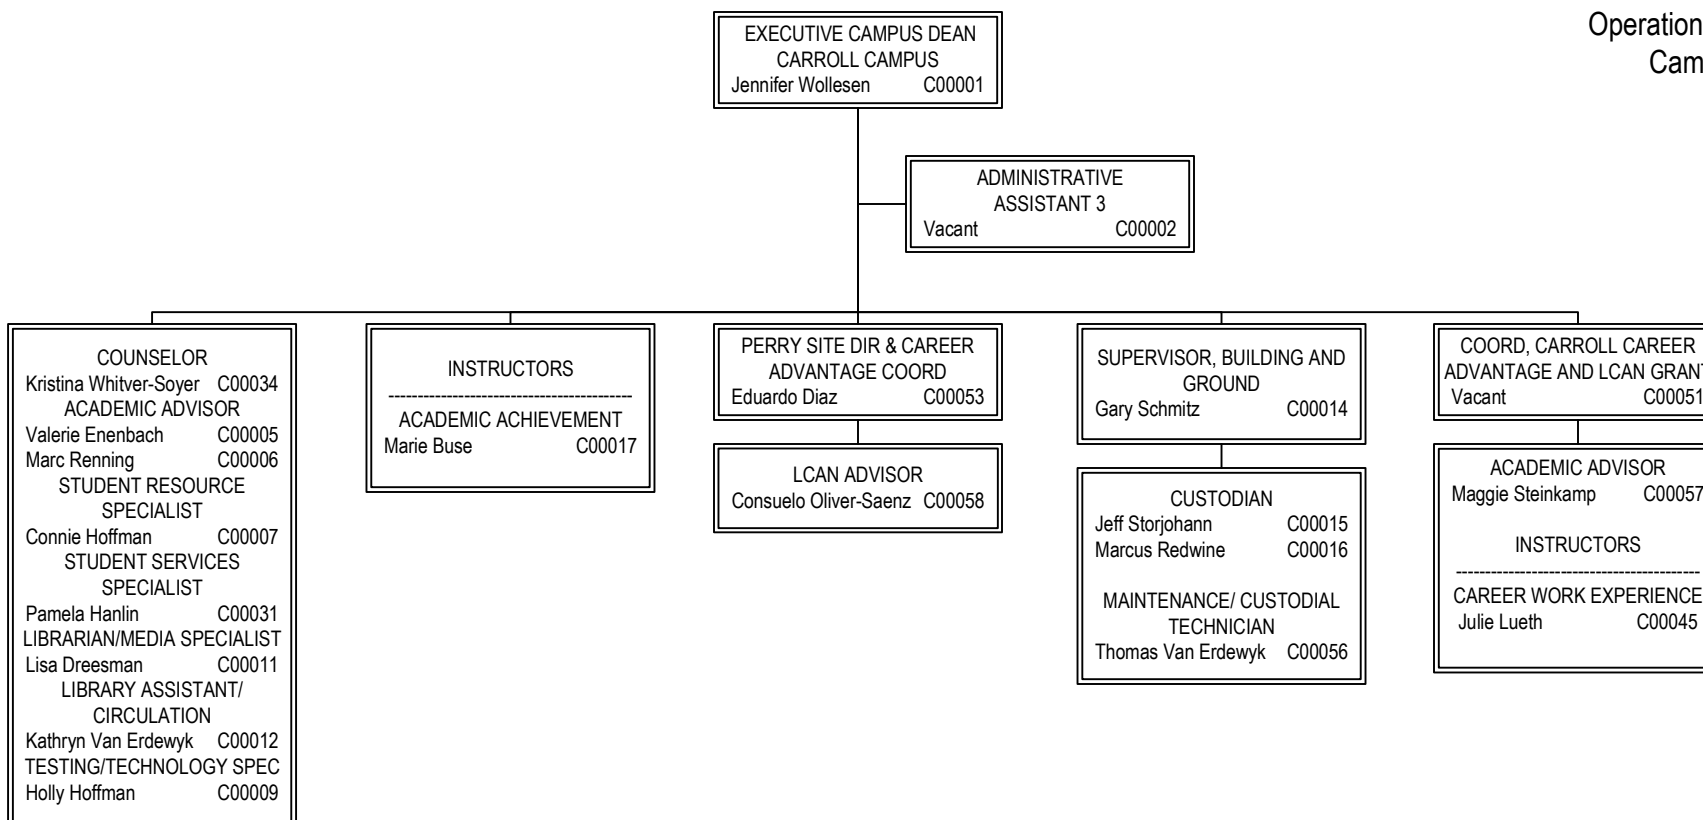 Operation
Cam
EXECUTIVE CAMPUS DEAN
CARROLL CAMPUS
Jennifer Wollesen C00001
ADMINISTRATIVE
ASSISTANT 3
Vacant C00002
COUNSELOR
Kristina Whitver-Soyer C00034
ACADEMIC ADVISOR
Valerie Enenbach C00005
Marc Renning C00006
STUDENT RESOURCE
SPECIALIST
Connie Hoffman C00007
STUDENT SERVICES
SPECIALIST
Pamela Hanlin C00031
LIBRARIAN/MEDIA SPECIALIST
Lisa Dreesman C00011
LIBRARY ASSISTANT/
CIRCULATION
Kathryn Van Erdewyk C00012
TESTING/TECHNOLOGY SPEC
Holly Hoffman C00009
INSTRUCTORS
------------------------------------------
ACADEMIC ACHIEVEMENT
Marie Buse C00017
PERRY SITE DIR & CAREER
ADVANTAGE COORD
Eduardo Diaz C00053
LCAN ADVISOR
Consuelo Oliver-Saenz C00058
SUPERVISOR, BUILDING AND
GROUND
Gary Schmitz C00014
CUSTODIAN
Jeff Storjohann C00015
Marcus Redwine C00016
MAINTENANCE/ CUSTODIAL
TECHNICIAN
Thomas Van Erdewyk C00056
COORD, CARROLL CAREER
ADVANTAGE AND LCAN GRANT
Vacant C00051
ACADEMIC ADVISOR
Maggie Steinkamp C00057
INSTRUCTORS
------------------------------------------
CAREER WORK EXPERIENCE
Julie Lueth C00045